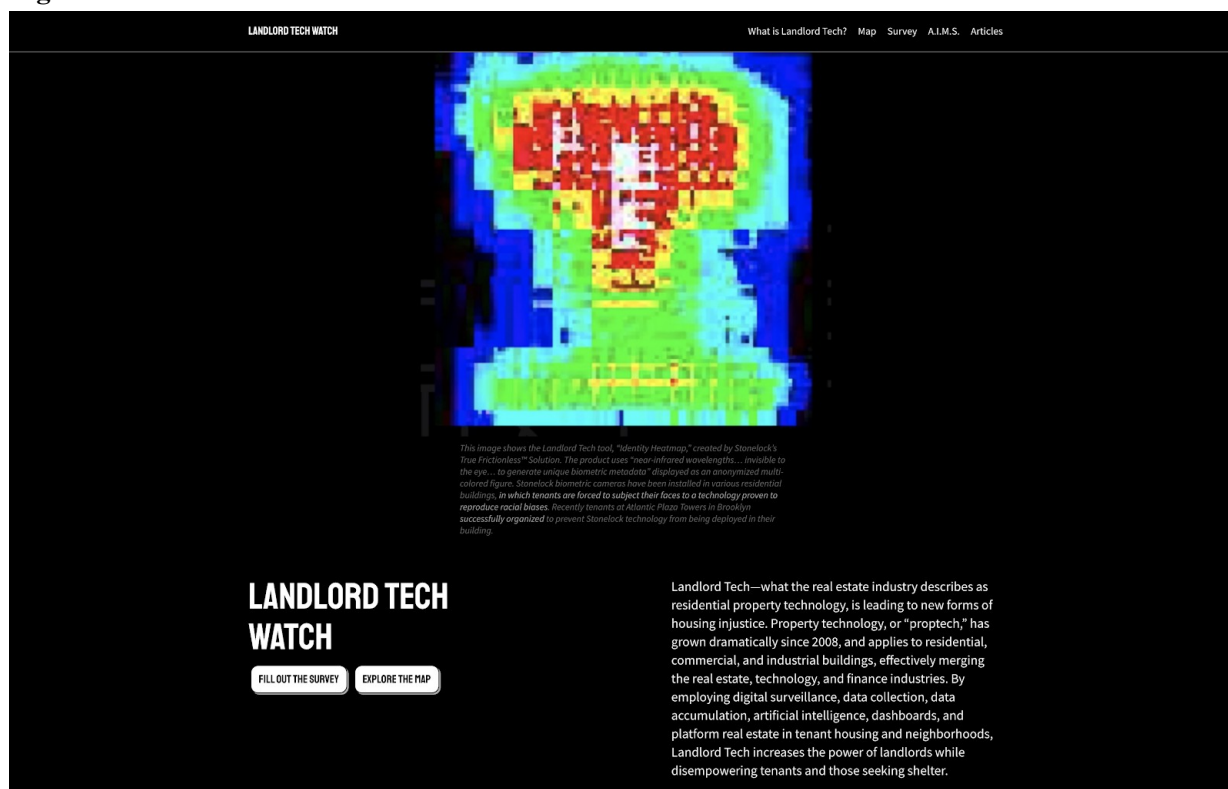 LANDLORD TECH WATCH
What is Landlord Tech? Map Survey A.I.M.S. Articles
This image shows the Landlord Tech tool, “Identity Heatmap,” created by Stonelock's
True Frictionless™ Solution. The product uses “near-infrared wavelengths… invisible to
the eye… to generate unique biometric metadata” displayed as an anonymized multi-
colored figure. Stonelock biometric cameras have been installed in various residential
buildings, in which tenants are forced to subject their faces to a technology proven to
reproduce racial biases. Recently tenants at Atlantic Plaza Towers in Brooklyn
successfully organized to prevent Stonelock technology from being deployed in their
building.
LANDLORD TECH
WATCH
FILL OUT THE SURVEY EXPLORE THE MAP
Landlord Tech—what the real estate industry describes as
residential property technology, is leading to new forms of
housing injustice. Property technology, or “proptech,” has
grown dramatically since 2008, and applies to residential,
commercial, and industrial buildings, effectively merging
the real estate, technology, and finance industries. By
employing digital surveillance, data collection, data
accumulation, artificial intelligence, dashboards, and
platform real estate in tenant housing and neighborhoods,
Landlord Tech increases the power of landlords while
disempowering tenants and those seeking shelter.